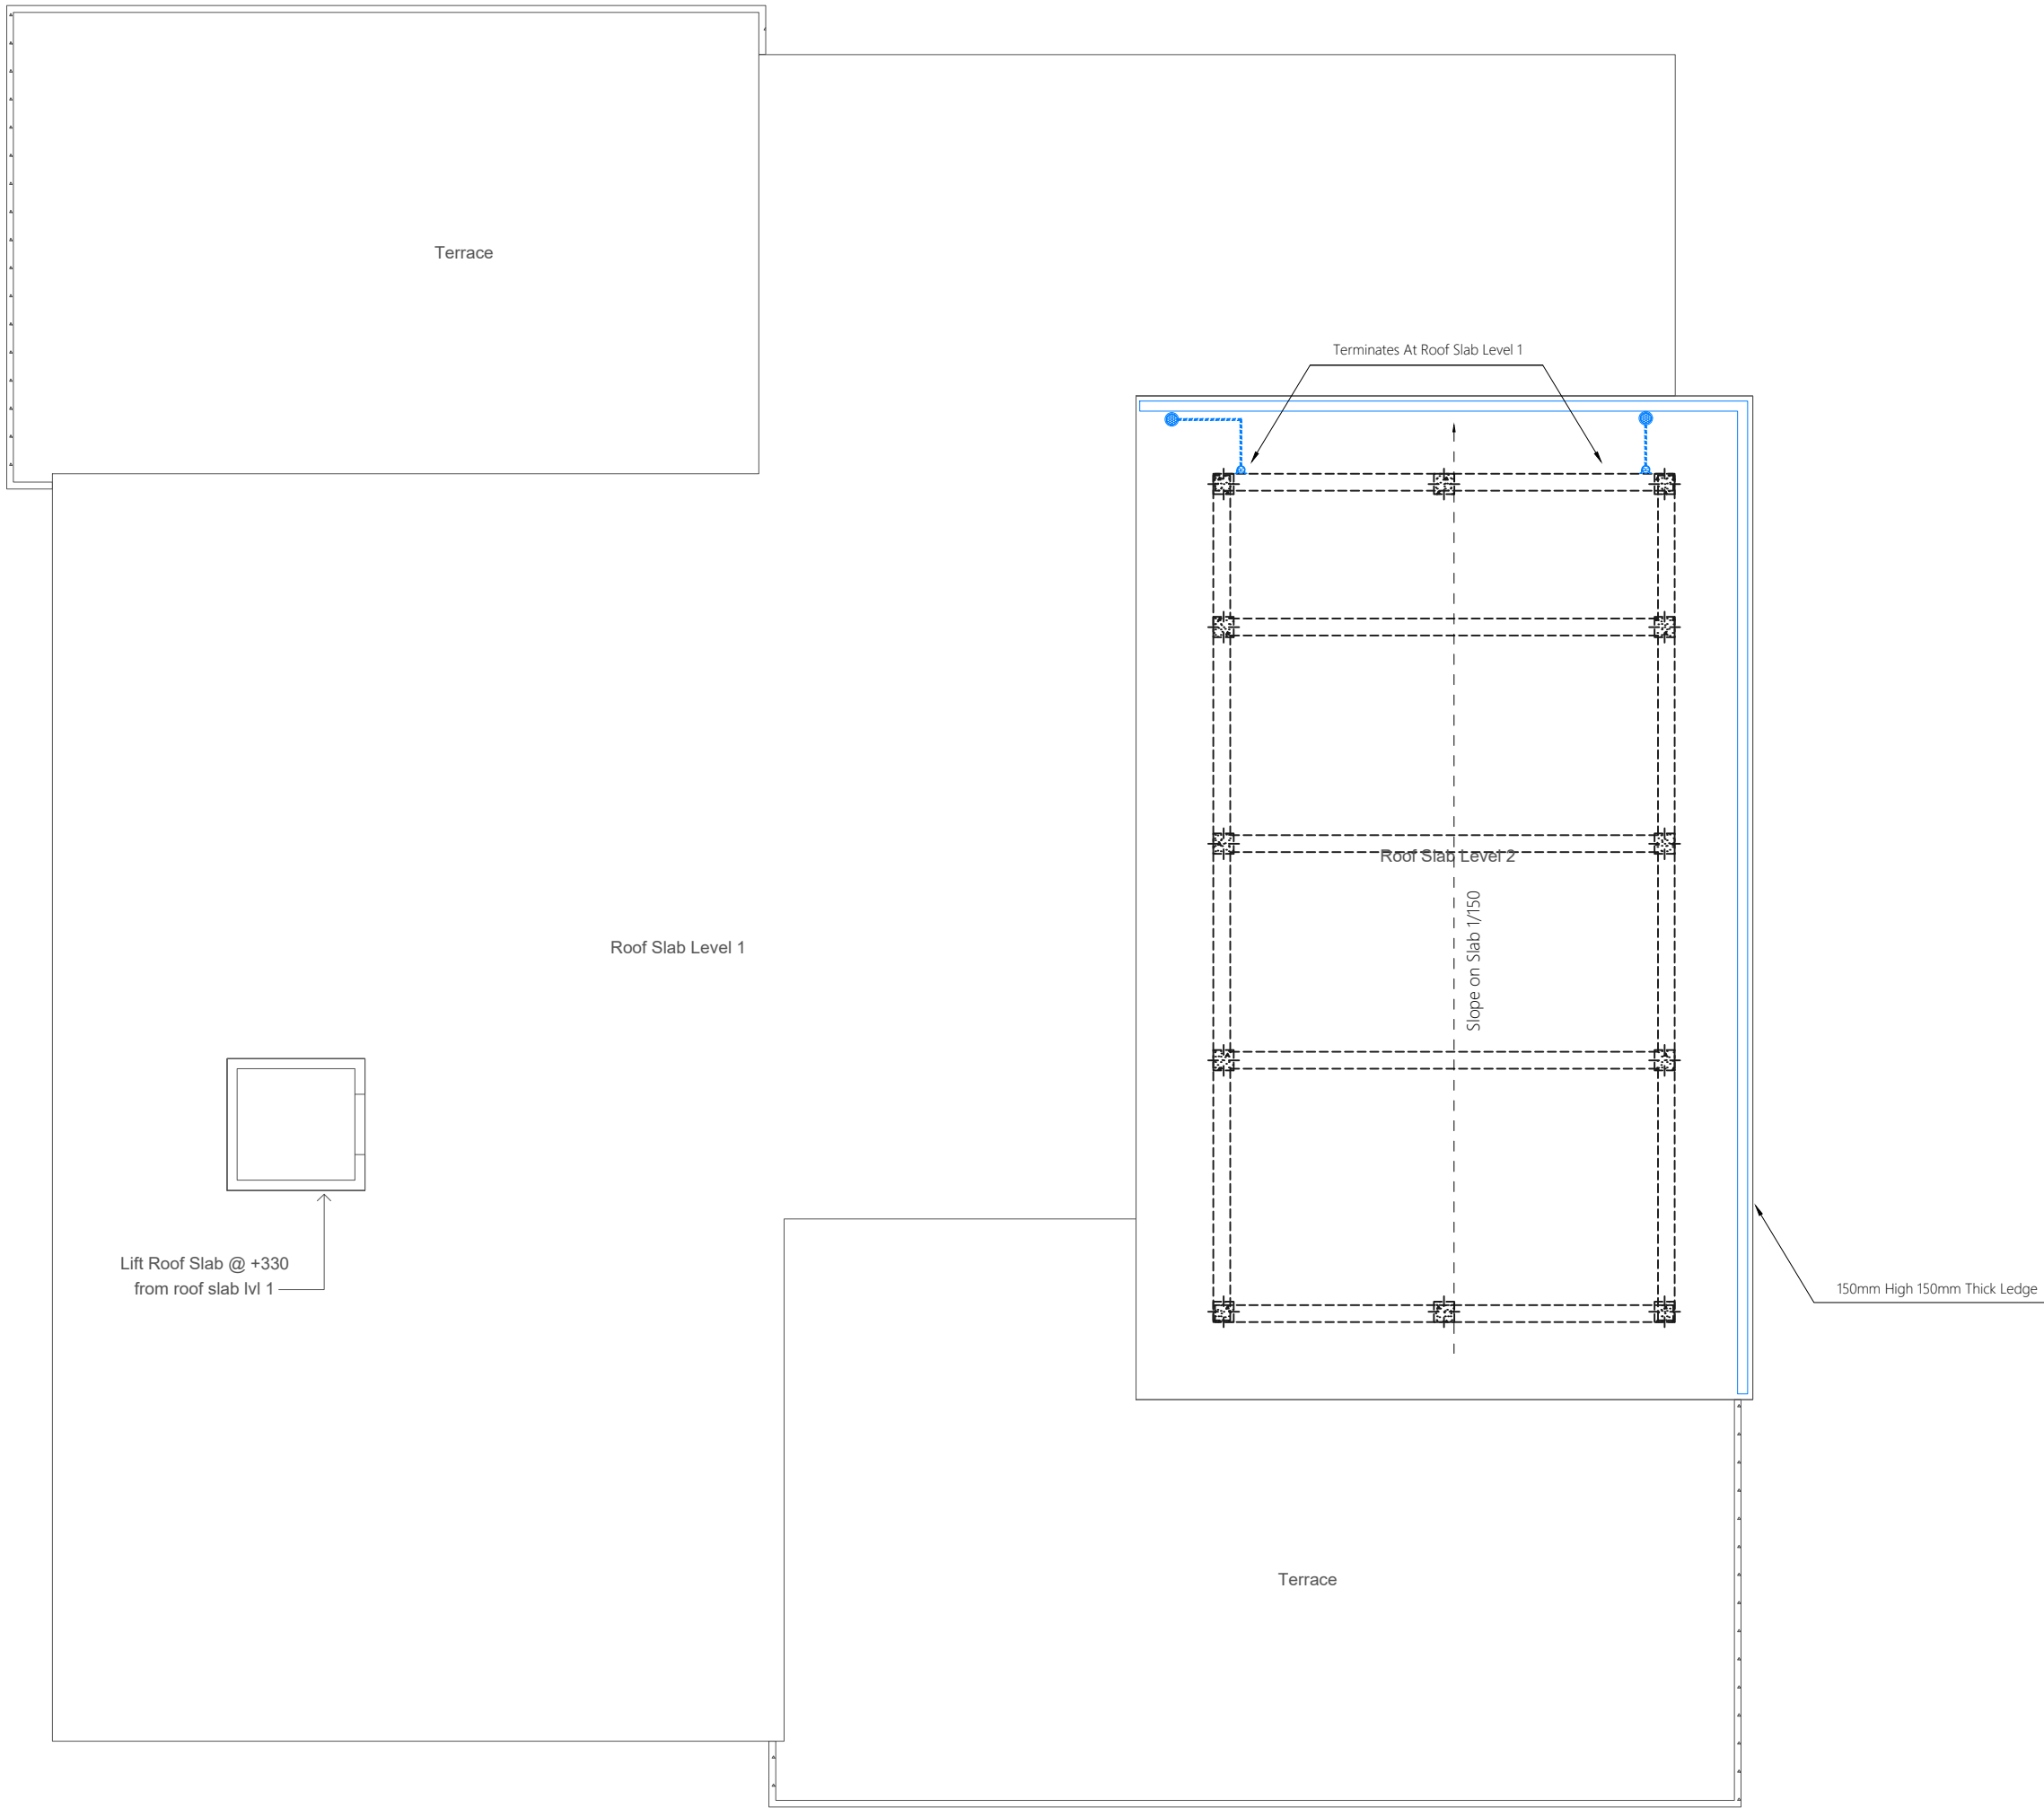 Terrace
Terminates At Roof Slab Level 1
Roof Slab Level 2
Slope on Slab 1/150
Roof Slab Level 1
Lift Roof Slab @ +330
from roof slab lvl 1
150mm High 150mm Thick Ledge
Terrace